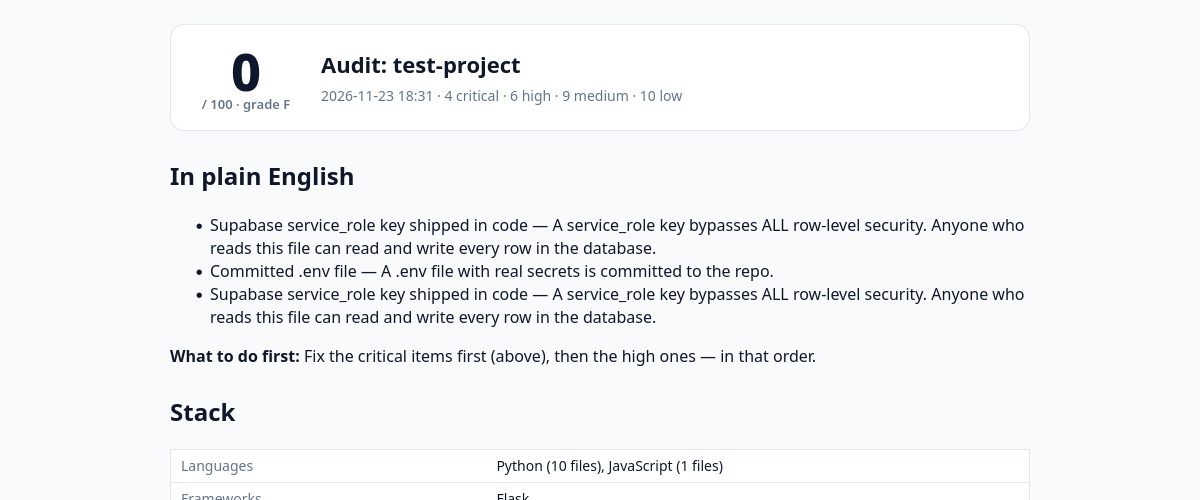 0
/ 100 · grade F
Audit: test-project
2026-11-23 18:31 · 4 critical · 6 high · 9 medium · 10 low
In plain English
• Supabase service_role key shipped in code — A service_role key bypasses ALL row-level security. Anyone who
reads this file can read and write every row in the database.
• Committed .env file — A .env file with real secrets is committed to the repo.
• Supabase service_role key shipped in code — A service_role key bypasses ALL row-level security. Anyone who
reads this file can read and write every row in the database.
What to do first: Fix the critical items first (above), then the high ones — in that order.
Stack
Languages Python (10 files), JavaScript (1 files)
Frameworks Flask